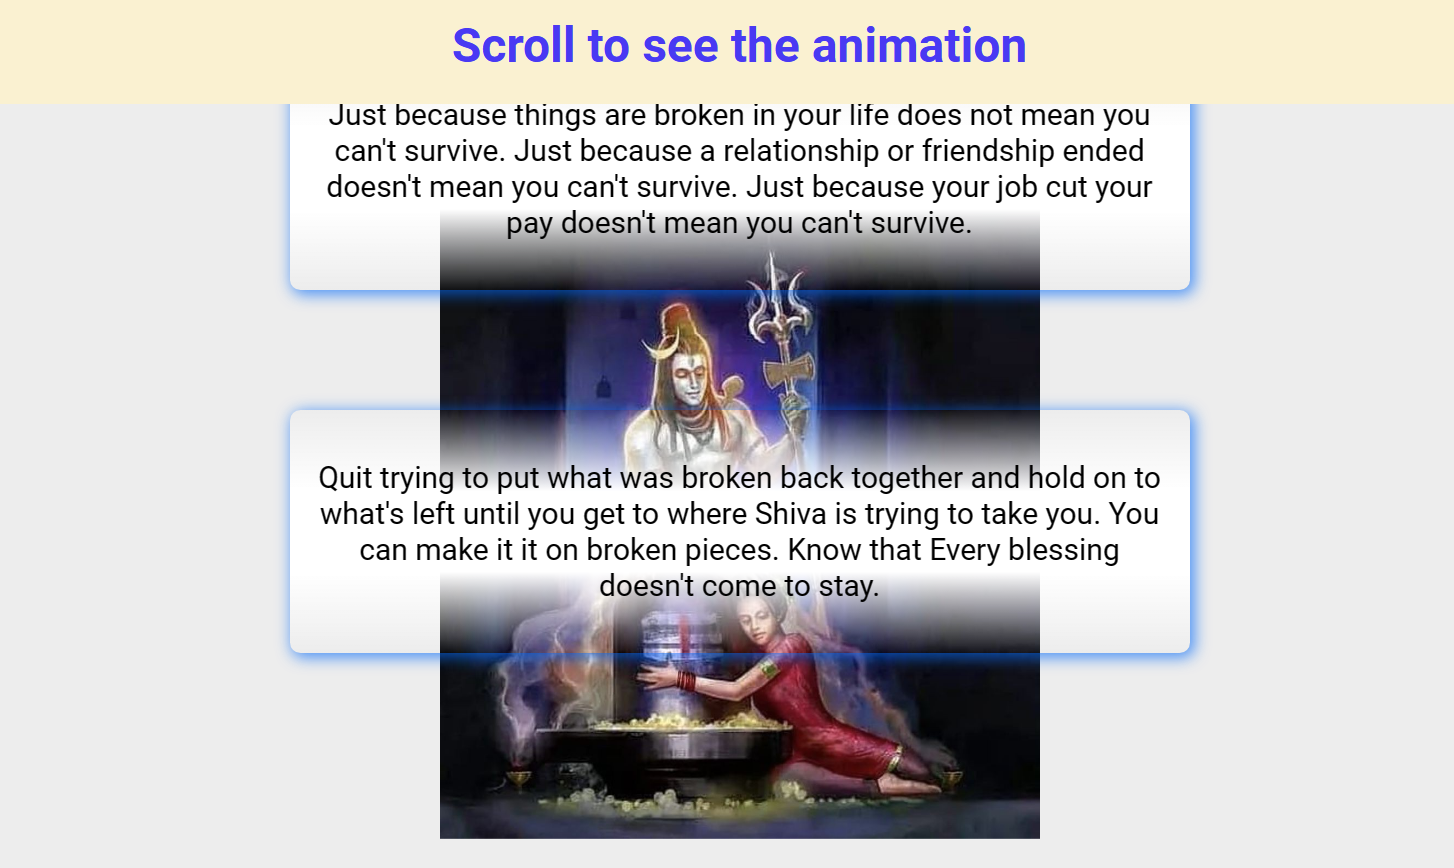 Scroll to see the animation
Just because things are broken in your life does not mean you
can't survive. Just because a relationship or friendship ended
doesn't mean you can't survive. Just because your job cut your
pay doesn't mean you can't survive.
Quit trying to put what was broken back together and hold on to
what's left until you get to where Shiva is trying to take you. You
can make it it on broken pieces. Know that Every blessing
doesn't come to stay.